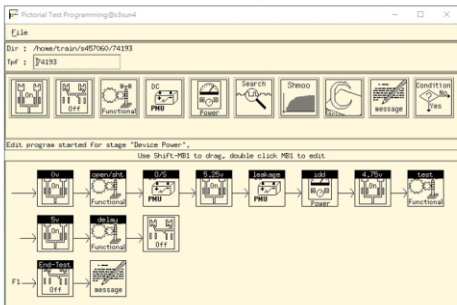 Pictorial Test Programming@s3sun4
File
Dir : /home/train/s457060/74193
TpF : 74193
On
Off
Functional
DC
PMU
Power
Search
Shmoo
C
message
Condition
No
Yes
Edit program started for stage "Device Power".
Use Shift-MB1 to drag, double click MB1 to edit
0v open/sht O/S 5.25v leakage idd 4.75v test
On Functional PMU On PMU Power On Functional
5v delay
On Functional Off
End-Test
F1 Off message